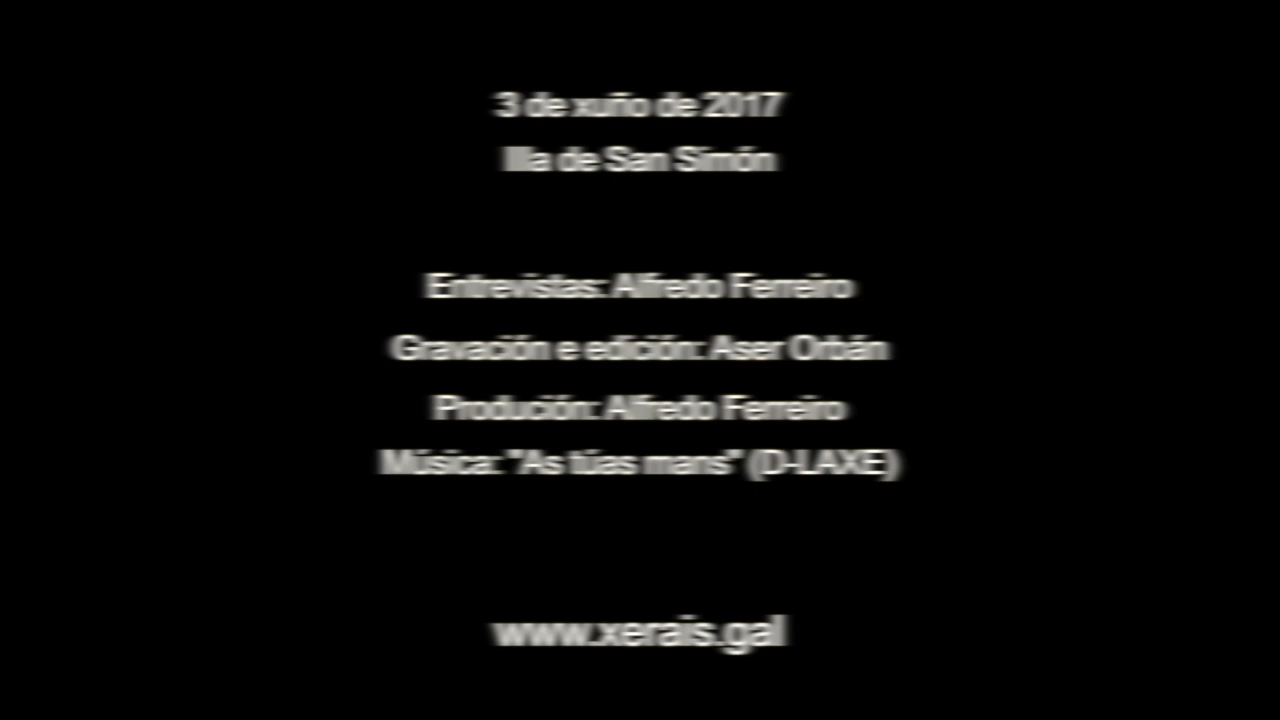 3 de xuño de 2017
Illa de San Simón
Entrevistas: Alfredo Ferreiro
Gravación e edición: Aser Orbán
Produción: Alfredo Ferreiro
Música: "As túas mans" (D-LAXE)
www.xerais.gal